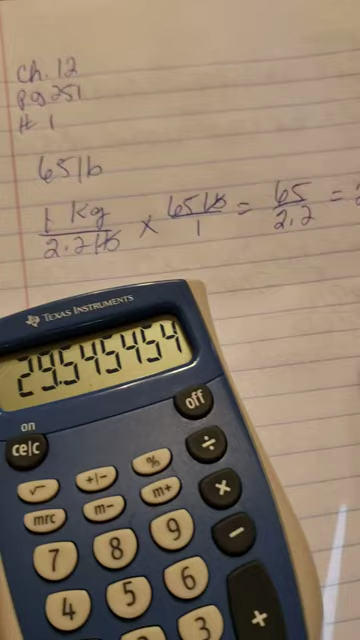 Ch. 12
pg 251
# 1
65 lb
1 Kg / 2.2 lb × 65 lb / 1 = 65 / 2.2 =
TEXAS INSTRUMENTS
29.545454
on
ce|c
off
÷
√
+/−
%
×
mrc
m−
m+
−
7
8
9
4
5
6
+
3